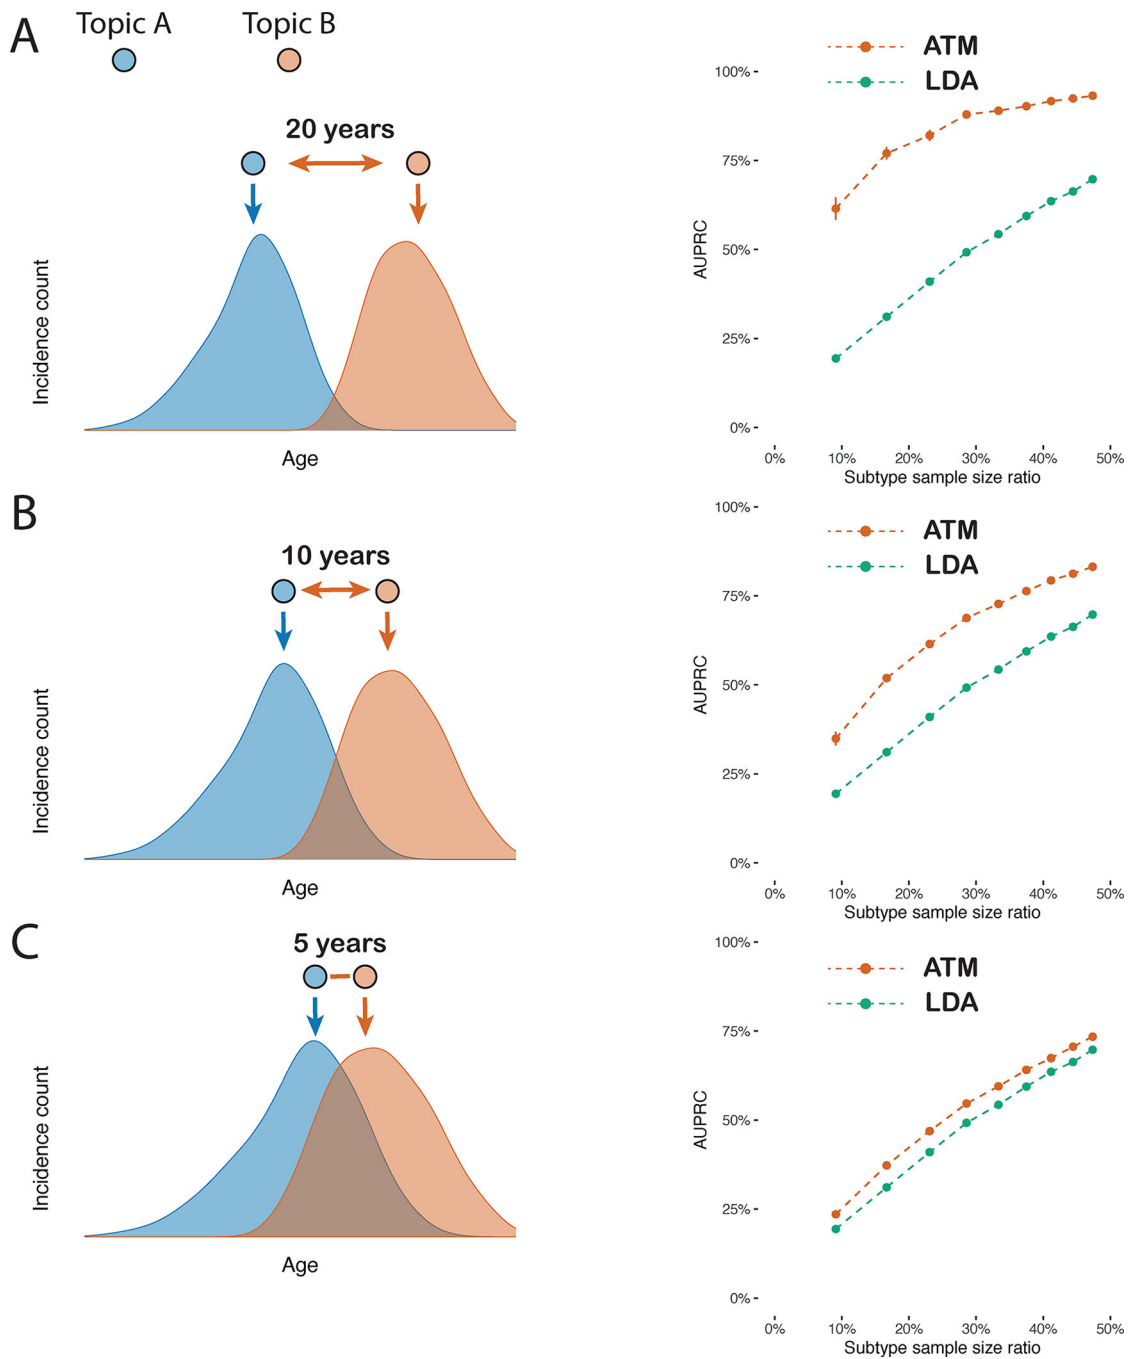 A
Topic A
Topic B
20 years
Incidence count
Age
ATM
LDA
100%
75%
50%
25%
0%
AUPRC
0%
10%
20%
30%
40%
50%
Subtype sample size ratio
B
10 years
Incidence count
Age
ATM
LDA
100%
75%
50%
25%
0%
AUPRC
0%
10%
20%
30%
40%
50%
Subtype sample size ratio
C
5 years
Incidence count
Age
ATM
LDA
100%
75%
50%
25%
0%
AUPRC
0%
10%
20%
30%
40%
50%
Subtype sample size ratio